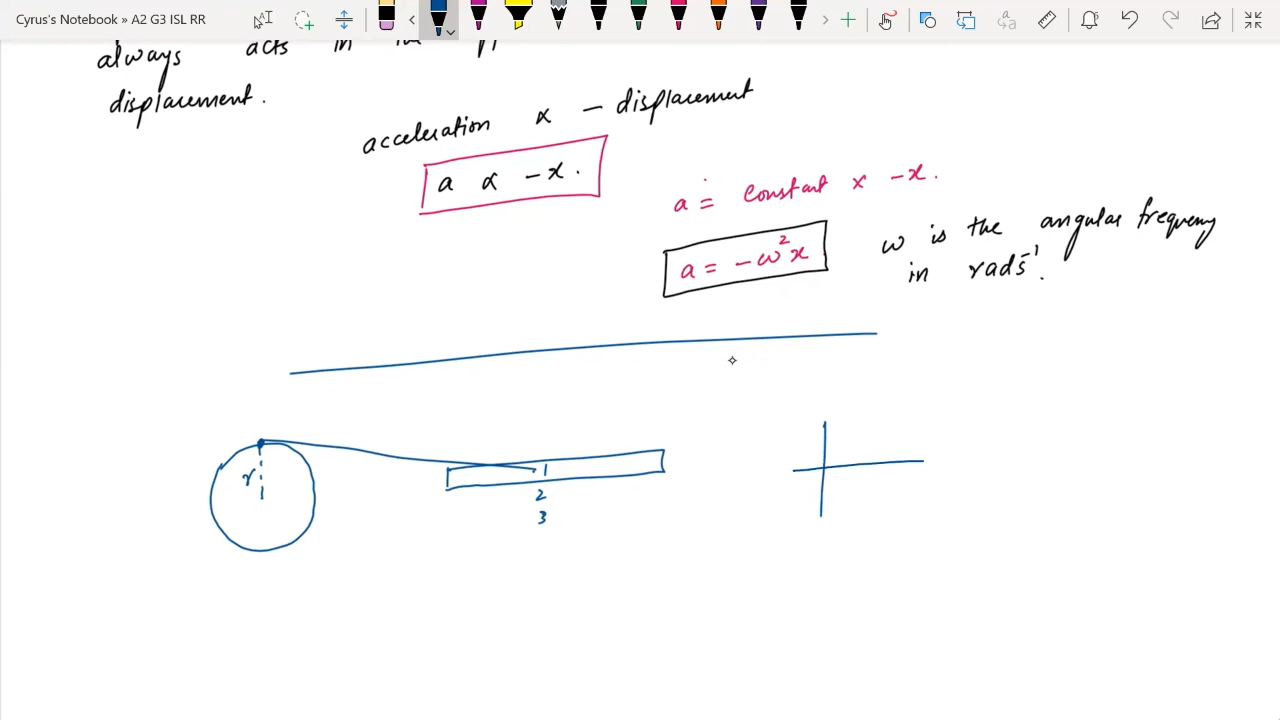 Cyrus's Notebook » A2 G3 ISL RR
always acts in
displacement.
acceleration ∝ - displacement
a ∝ -x.
a = constant × -x.
a = -ω²x
ω is the angular frequency
in rads⁻¹.
r
1
2
3